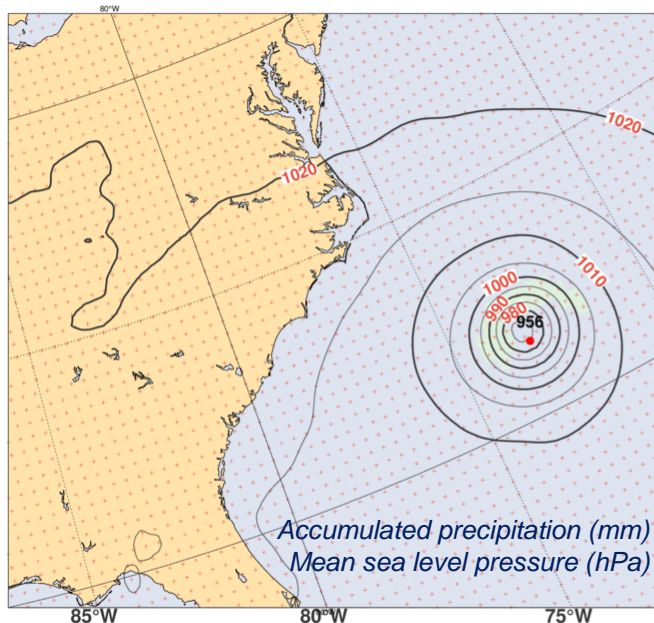 80°W
1020
1020
1010
1000
990
980
956
Accumulated precipitation (mm)
Mean sea level pressure (hPa)
85°W
80°W
75°W